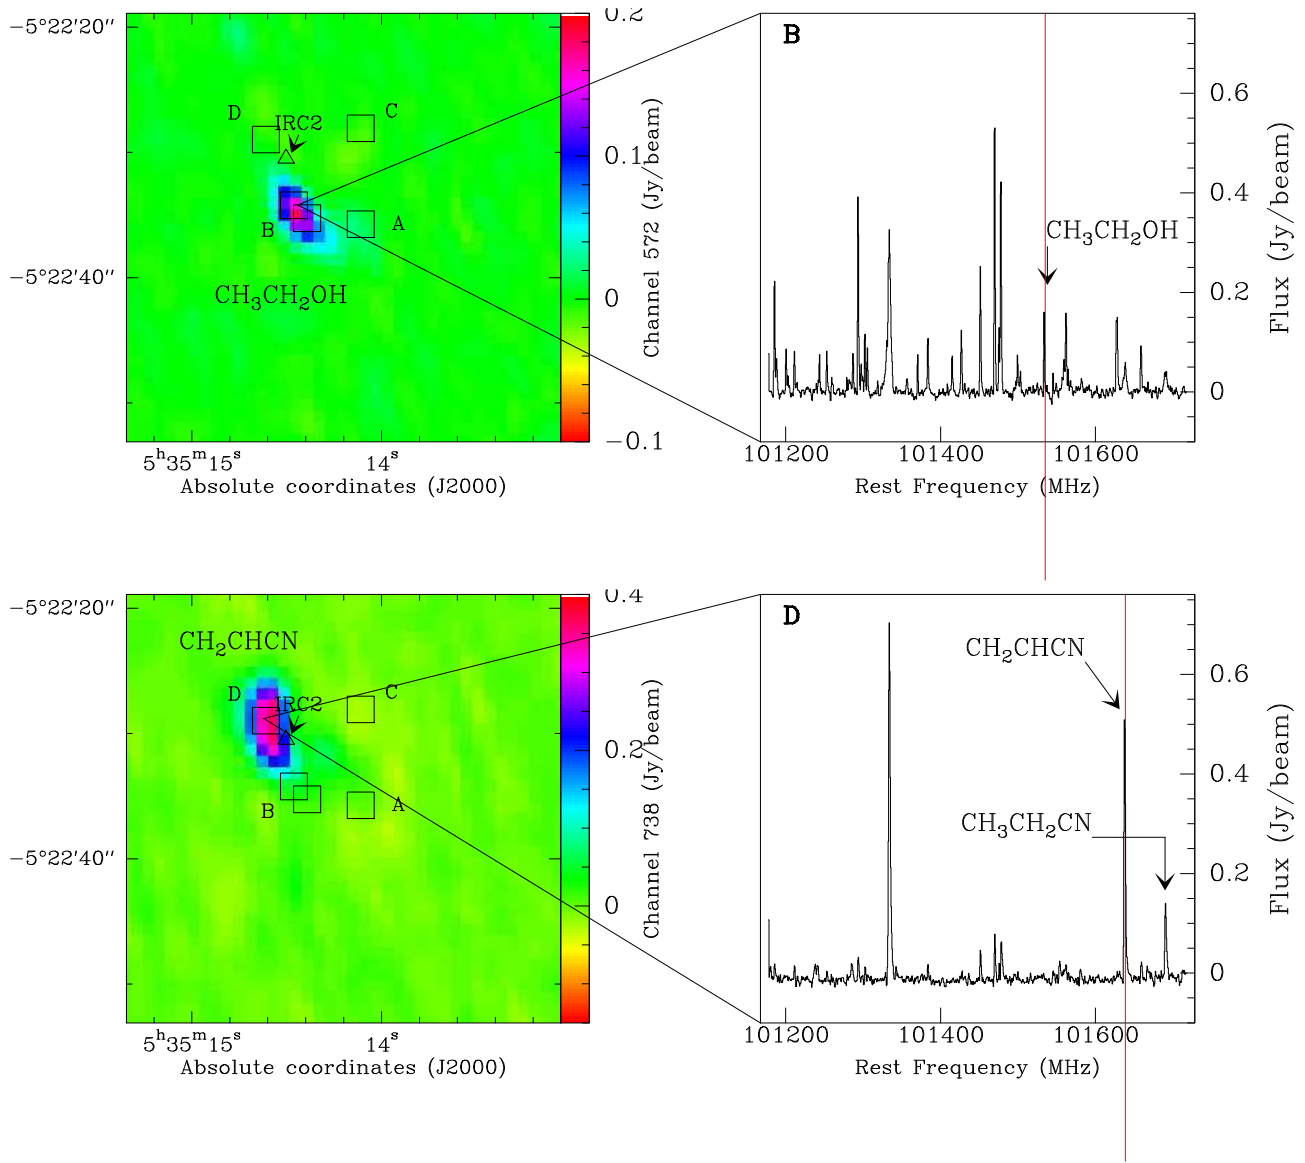 −5°22′20″
−5°22′40″
D
C
IRC2
B
A
CH₃CH₂OH
5ʰ35ᵐ15ˢ
14ˢ
Absolute coordinates (J2000)
0.2
0.1
0
−0.1
Channel 572 (Jy/beam)
B
CH₃CH₂OH
0.6
0.4
0.2
0
Flux (Jy/beam)
101200
101400
101600
Rest Frequency (MHz)
−5°22′20″
−5°22′40″
CH₂CHCN
D
C
IRC2
B
A
5ʰ35ᵐ15ˢ
14ˢ
Absolute coordinates (J2000)
0.4
0.2
0
Channel 738 (Jy/beam)
D
CH₂CHCN
CH₃CH₂CN
0.6
0.4
0.2
0
Flux (Jy/beam)
101200
101400
101600
Rest Frequency (MHz)